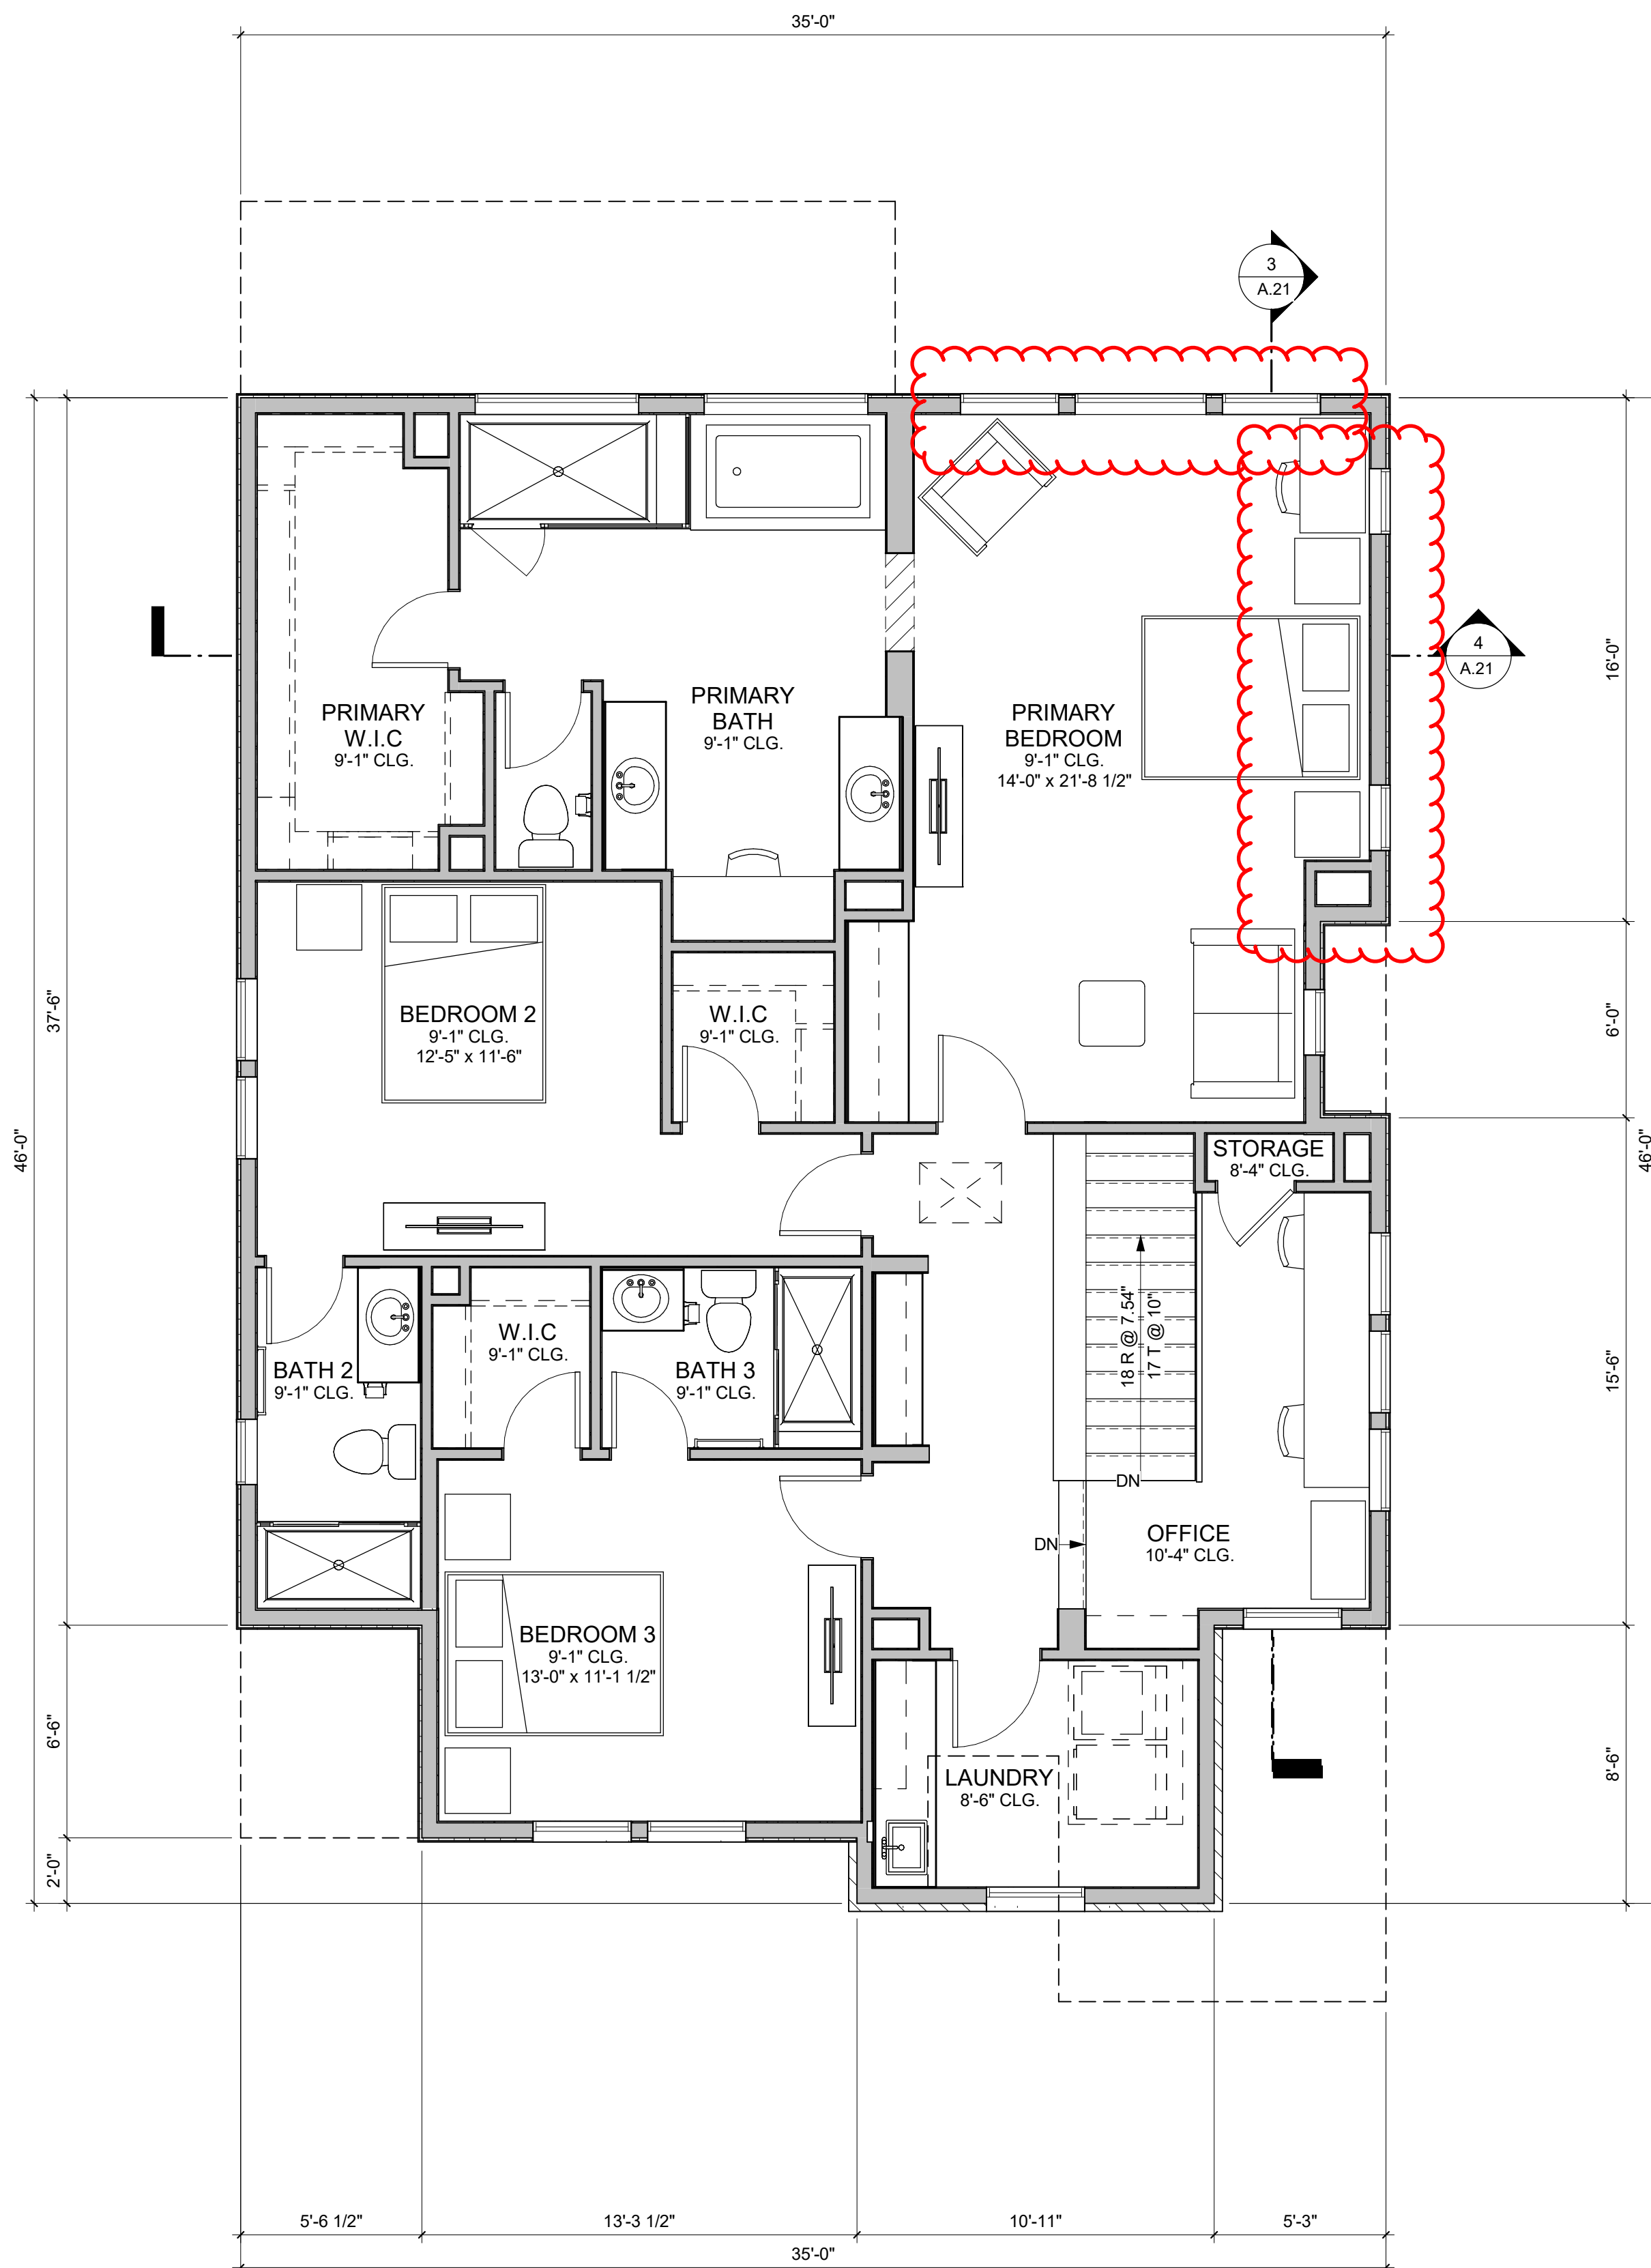 35'-0"
3
A.21
4
A.21
16'-0"
PRIMARY
W.I.C
9'-1" CLG.
PRIMARY
BATH
9'-1" CLG.
PRIMARY
BEDROOM
9'-1" CLG.
14'-0" x 21'-8 1/2"
37'-6"
46'-0"
BEDROOM 2
9'-1" CLG.
12'-5" x 11'-6"
W.I.C
9'-1" CLG.
6'-0"
46'-0"
STORAGE
8'-4" CLG.
18 R @ 7.54"
17 T @ 10"
DN
15'-6"
BATH 2
9'-1" CLG.
W.I.C
9'-1" CLG.
BATH 3
9'-1" CLG.
DN
OFFICE
10'-4" CLG.
BEDROOM 3
9'-1" CLG.
13'-0" x 11'-1 1/2"
6'-6"
2'-0"
LAUNDRY
8'-6" CLG.
8'-6"
5'-6 1/2"
13'-3 1/2"
10'-11"
5'-3"
35'-0"